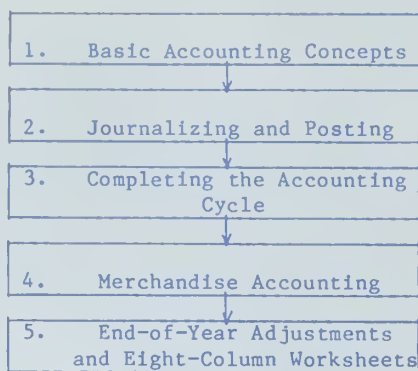 1. Basic Accounting Concepts
2. Journalizing and Posting
3. Completing the Accounting
Cycle
4. Merchandise Accounting
5. End-of-Year Adjustments
and Eight-Column Worksheets